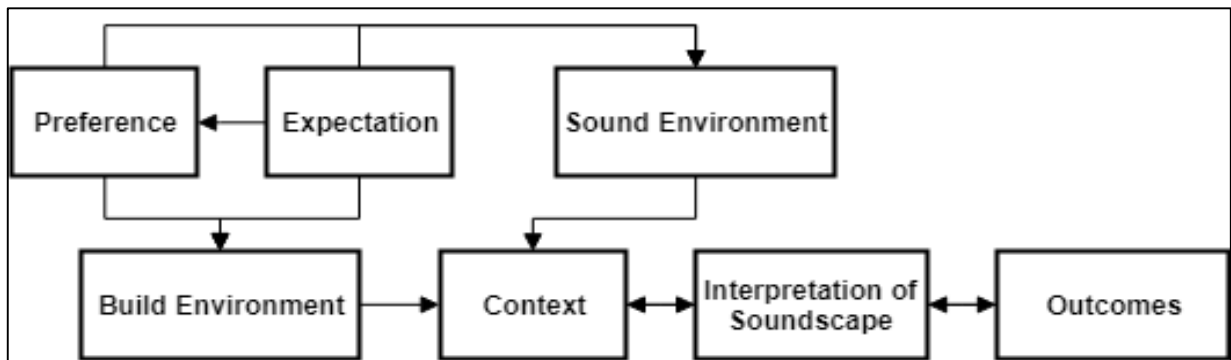 Preference
Expectation
Sound Environment
Build Environment
Context
Interpretation of
Soundscape
Outcomes